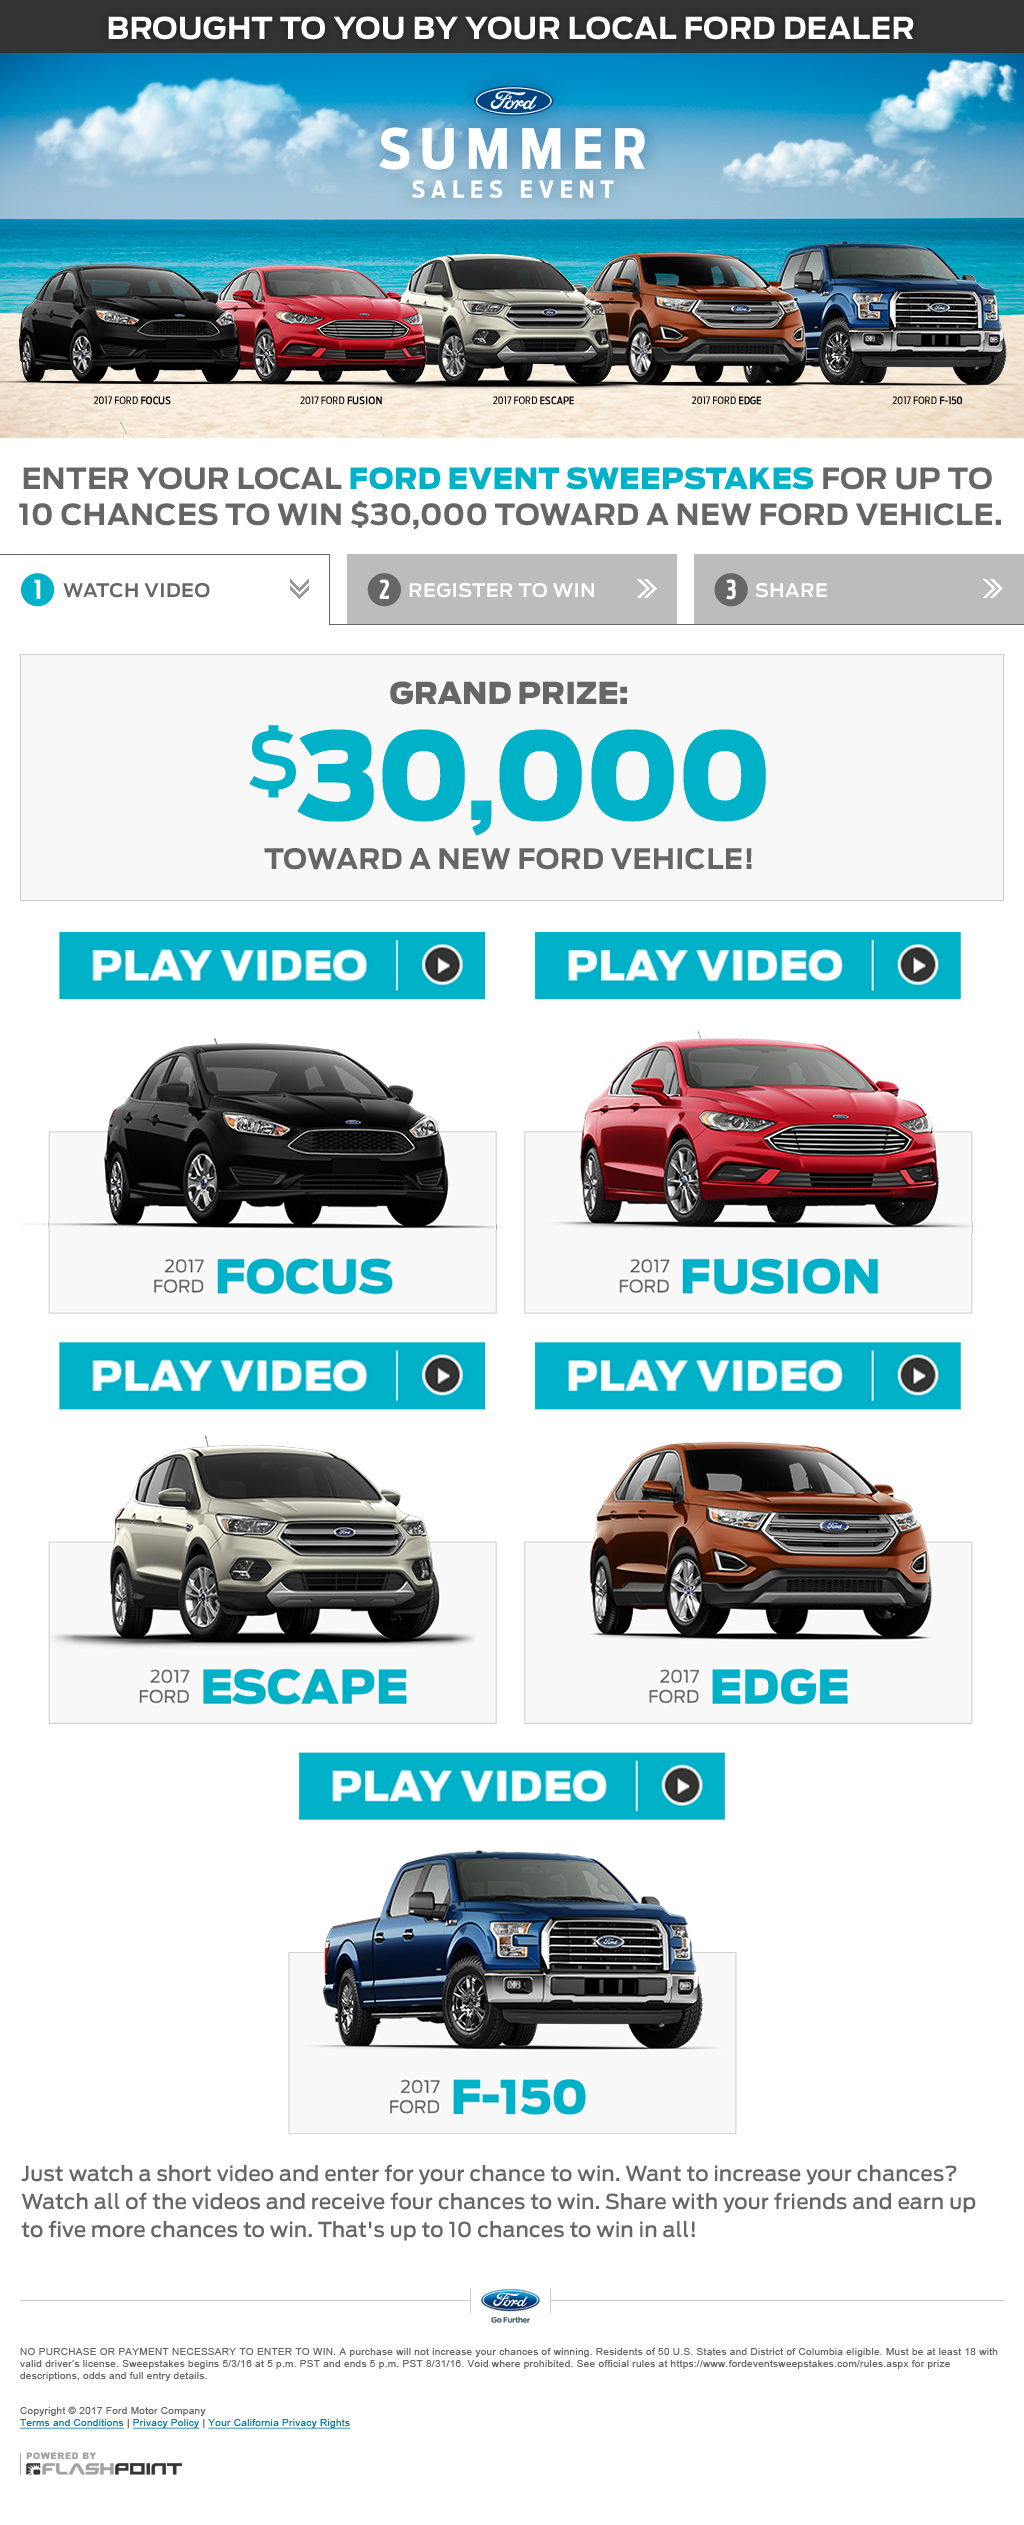 BROUGHT TO YOU BY YOUR LOCAL FORD DEALER
Ford
SUMMER
SALES EVENT
2017 FORD FOCUS
2017 FORD FUSION
2017 FORD ESCAPE
2017 FORD EDGE
2017 FORD F-150
ENTER YOUR LOCAL FORD EVENT SWEEPSTAKES FOR UP TO
10 CHANCES TO WIN $30,000 TOWARD A NEW FORD VEHICLE.
1 WATCH VIDEO
2 REGISTER TO WIN
3 SHARE
GRAND PRIZE:
$30,000
TOWARD A NEW FORD VEHICLE!
PLAY VIDEO
PLAY VIDEO
2017
FORD FOCUS
2017
FORD FUSION
PLAY VIDEO
PLAY VIDEO
2017
FORD ESCAPE
2017
FORD EDGE
PLAY VIDEO
2017
FORD F-150
Just watch a short video and enter for your chance to win. Want to increase your chances?
Watch all of the videos and receive four chances to win. Share with your friends and earn up
to five more chances to win. That's up to 10 chances to win in all!
Ford
Go Further
NO PURCHASE OR PAYMENT NECESSARY TO ENTER TO WIN. A purchase will not increase your chances of winning. Residents of 50 U.S. States and District of Columbia eligible. Must be at least 18 with
valid driver's license. Sweepstakes begins 5/3/16 at 5 p.m. PST and ends 5 p.m. PST 8/31/16. Void where prohibited. See official rules at https://www.fordeventsweepstakes.com/rules.aspx for prize
descriptions, odds and full entry details.
Copyright © 2017 Ford Motor Company
Terms and Conditions | Privacy Policy | Your California Privacy Rights
POWERED BY
FLASHPOINT